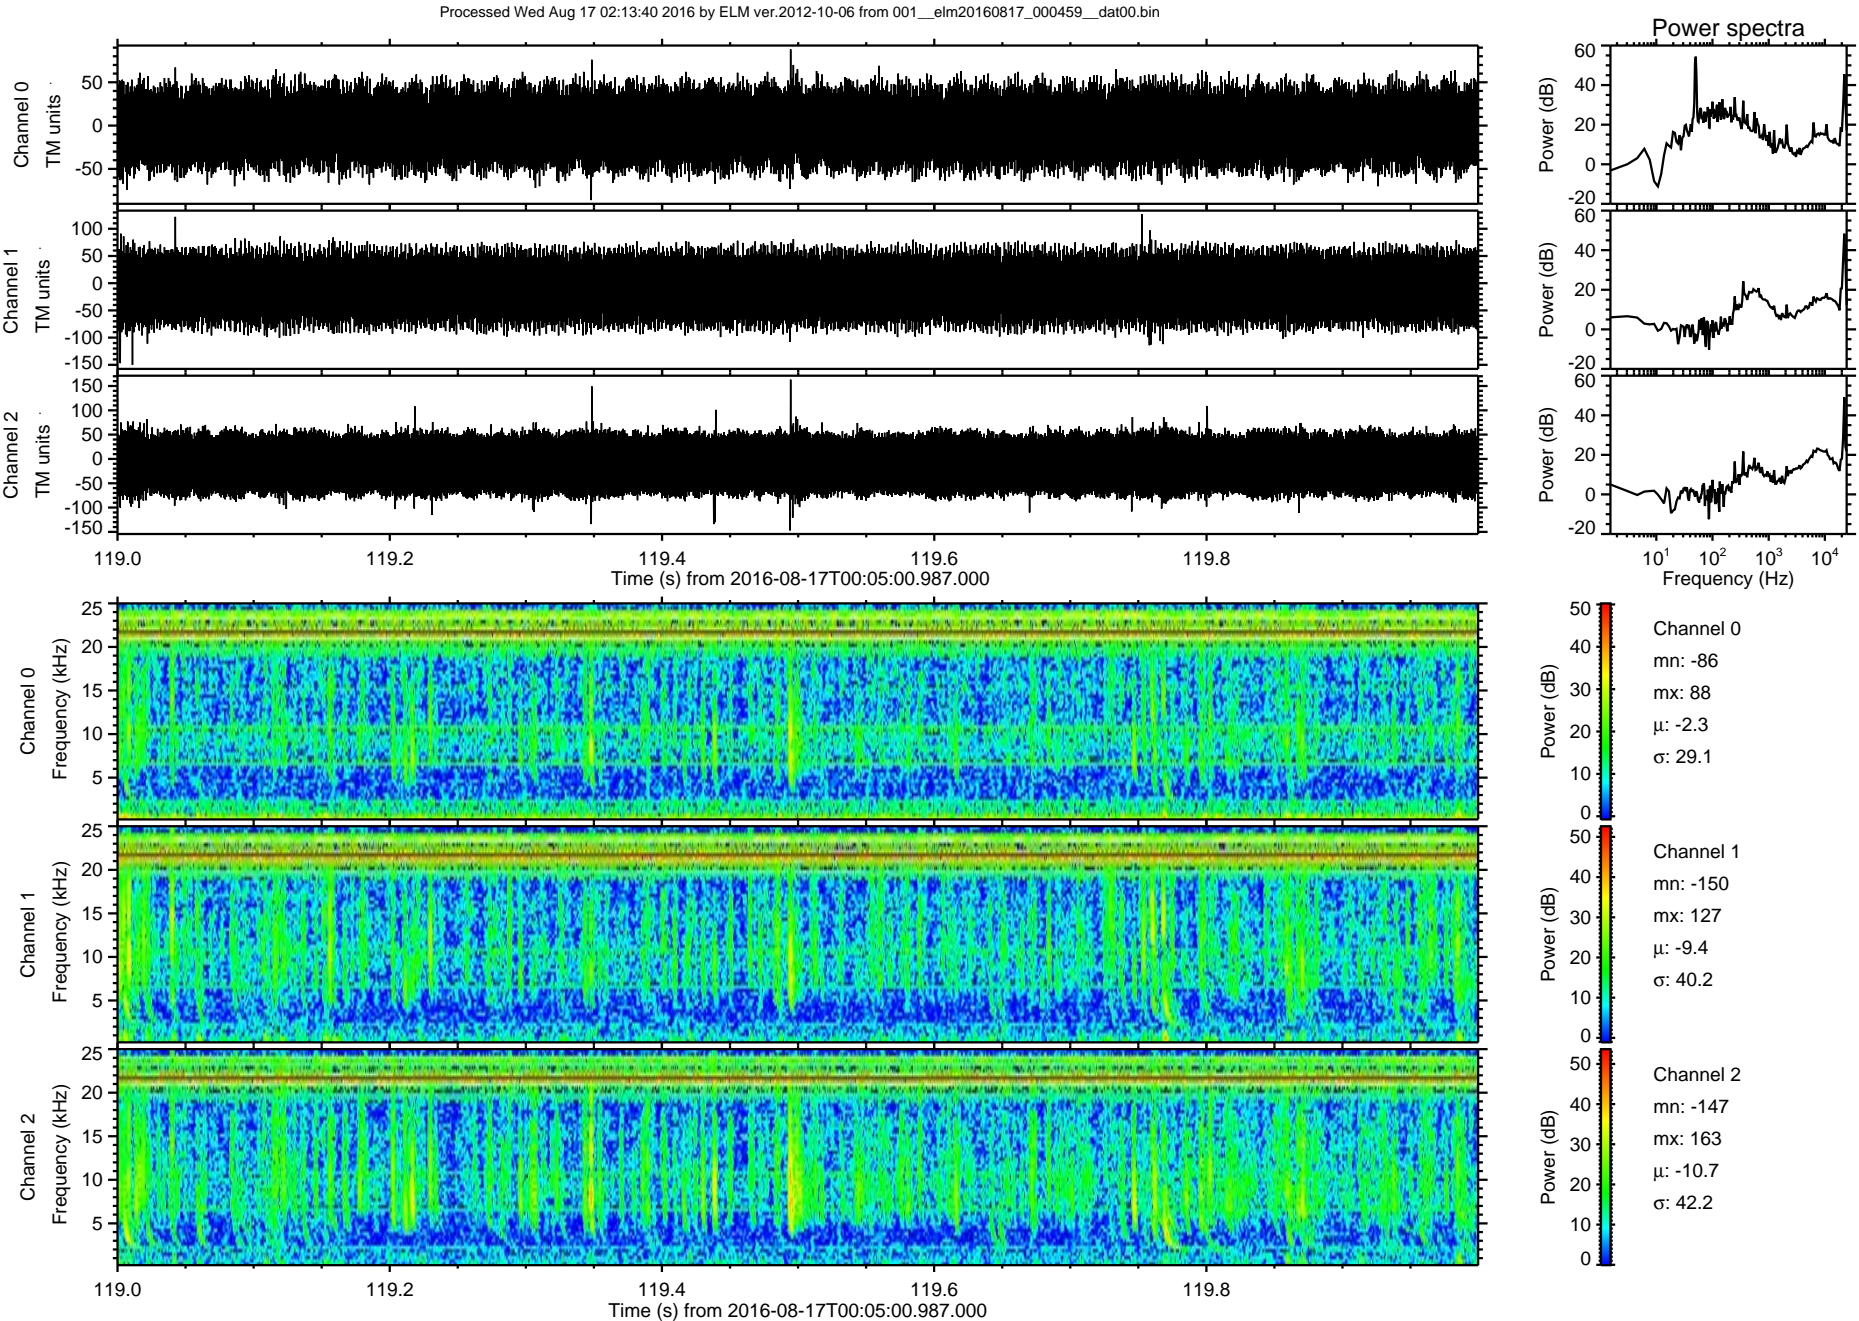 Processed Wed Aug 17 02:13:40 2016 by ELM ver.2012-10-06 from 001__elm20160817_000459__dat00.bin
Power spectra
Channel 0
TM units
50
0
-50
Power (dB)
60
40
20
0
-20
Channel 1
TM units
100
50
0
-50
-100
-150
Power (dB)
60
40
20
0
-20
Channel 2
TM units
150
100
50
0
-50
-100
-150
Power (dB)
60
40
20
0
-20
119.0 119.2 119.4 119.6 119.8
Time (s) from 2016-08-17T00:05:00.987.000
10¹ 10² 10³ 10⁴
Frequency (Hz)
Channel 0
Frequency (kHz)
25
20
15
10
5
Power (dB)
50
40
30
20
10
0
Channel 0
mn: -86
mx: 88
µ: -2.3
σ: 29.1
Channel 1
Frequency (kHz)
25
20
15
10
5
Power (dB)
50
40
30
20
10
0
Channel 1
mn: -150
mx: 127
µ: -9.4
σ: 40.2
Channel 2
Frequency (kHz)
25
20
15
10
5
Power (dB)
50
40
30
20
10
0
Channel 2
mn: -147
mx: 163
µ: -10.7
σ: 42.2
119.0 119.2 119.4 119.6 119.8
Time (s) from 2016-08-17T00:05:00.987.000